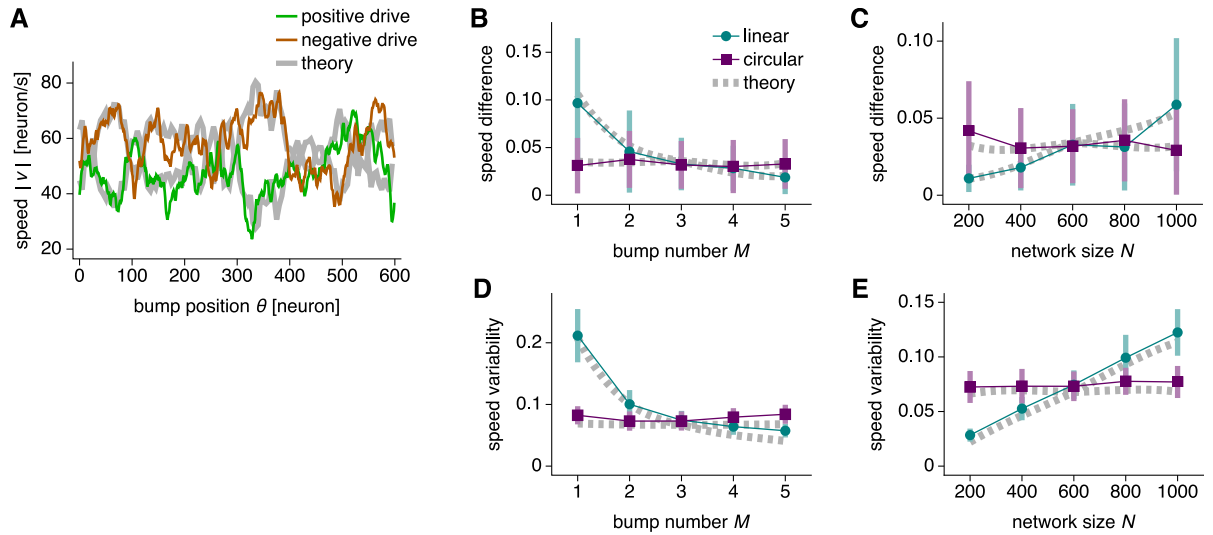 A
positive drive
negative drive
theory
speed | v | [neuron/s]
80
60
40
20
0 100 200 300 400 500 600
bump position θ [neuron]
B
linear
circular
theory
speed difference
0.15
0.10
0.05
0
1 2 3 4 5
bump number M
C
speed difference
0.10
0.05
0
200 400 600 800 1000
network size N
D
speed variability
0.2
0.1
0
1 2 3 4 5
bump number M
E
speed variability
0.15
0.10
0.05
0
200 400 600 800 1000
network size N